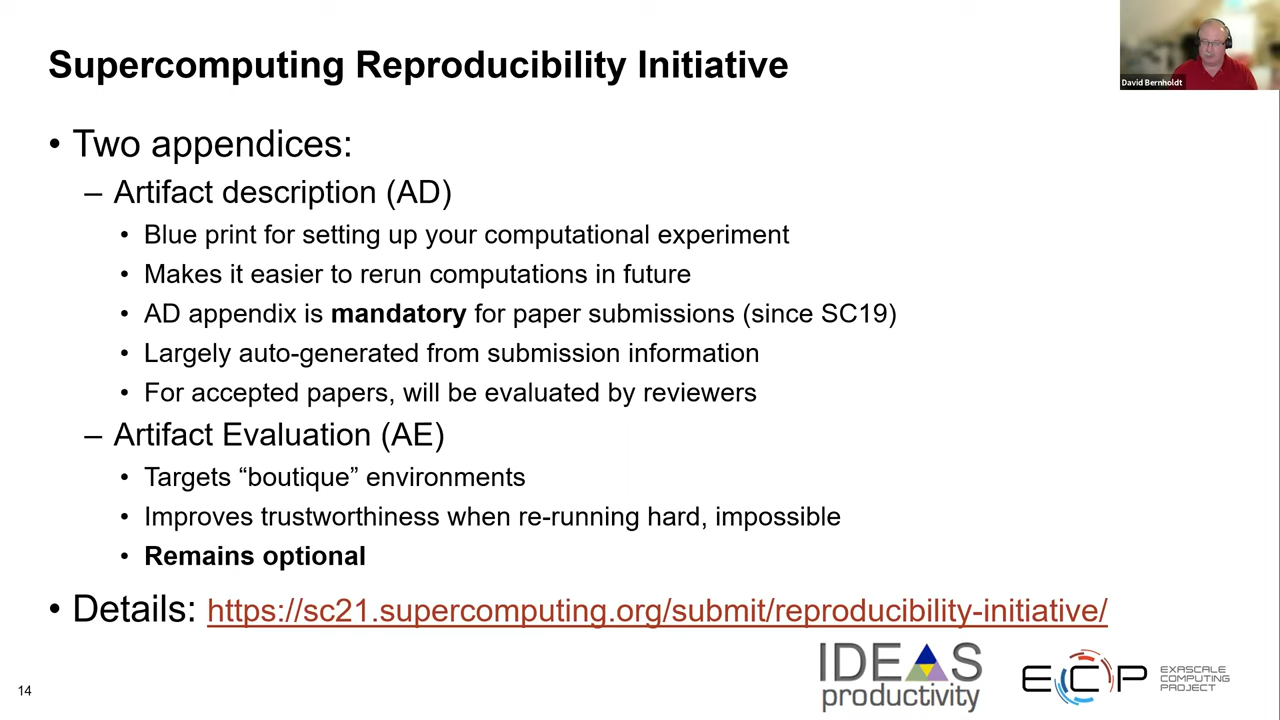 Supercomputing Reproducibility Initiative
David Bernholdt
• Two appendices:
– Artifact description (AD)
• Blue print for setting up your computational experiment
• Makes it easier to rerun computations in future
• AD appendix is mandatory for paper submissions (since SC19)
• Largely auto-generated from submission information
• For accepted papers, will be evaluated by reviewers
– Artifact Evaluation (AE)
• Targets “boutique” environments
• Improves trustworthiness when re-running hard, impossible
• Remains optional
• Details: https://sc21.supercomputing.org/submit/reproducibility-initiative/
14
IDEAS
productivity
ECP
EXASCALE
COMPUTING
PROJECT